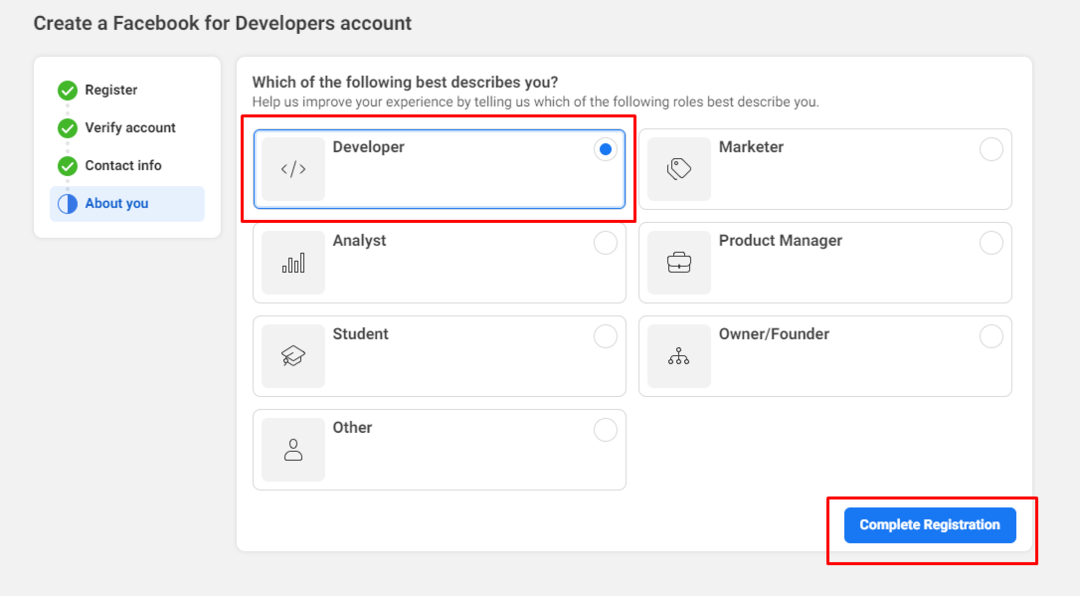 Create a Facebook for Developers account
Register
Verify account
Contact info
About you
Which of the following best describes you?
Help us improve your experience by telling us which of the following roles best describe you.
Developer
Marketer
Analyst
Product Manager
Student
Owner/Founder
Other
Complete Registration